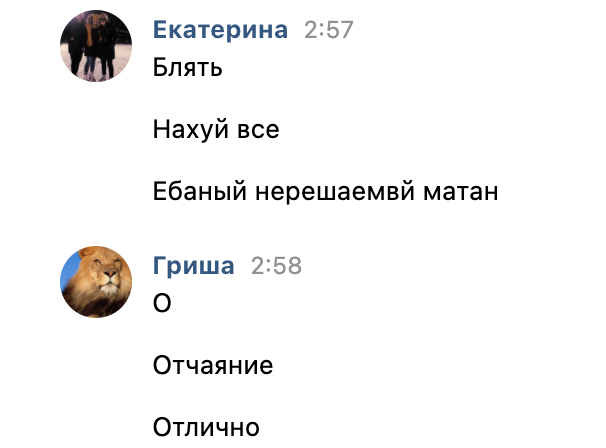 Екатерина 2:57
Блять
Нахуй все
Ебаный нерешаемвй матан
Гриша 2:58
О
Отчаяние
Отлично